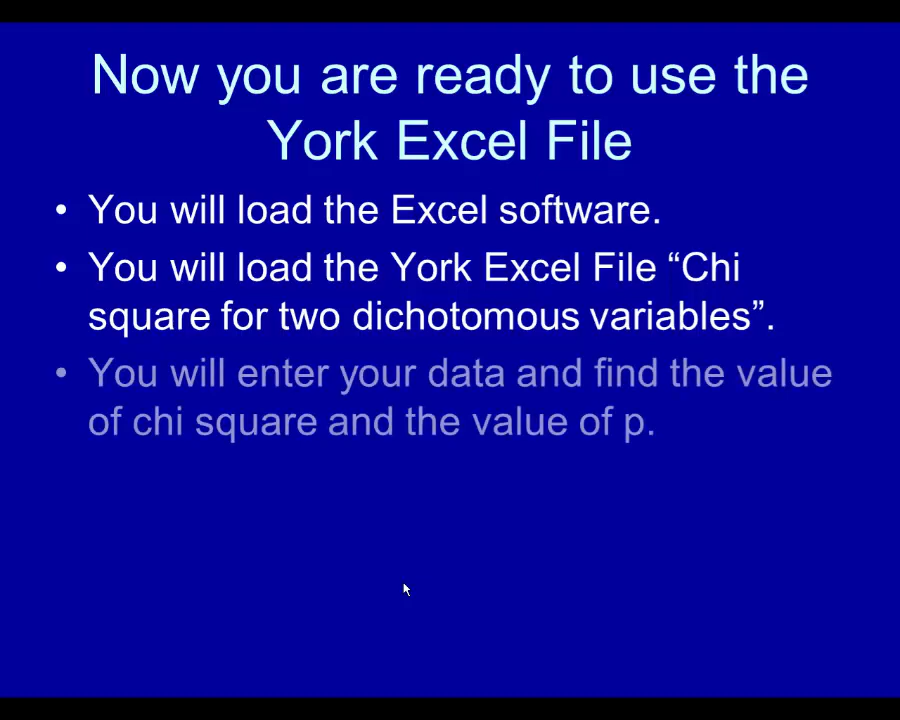 Now you are ready to use the
York Excel File
• You will load the Excel software.
• You will load the York Excel File “Chi
square for two dichotomous variables”.
• You will enter your data and find the value
of chi square and the value of p.